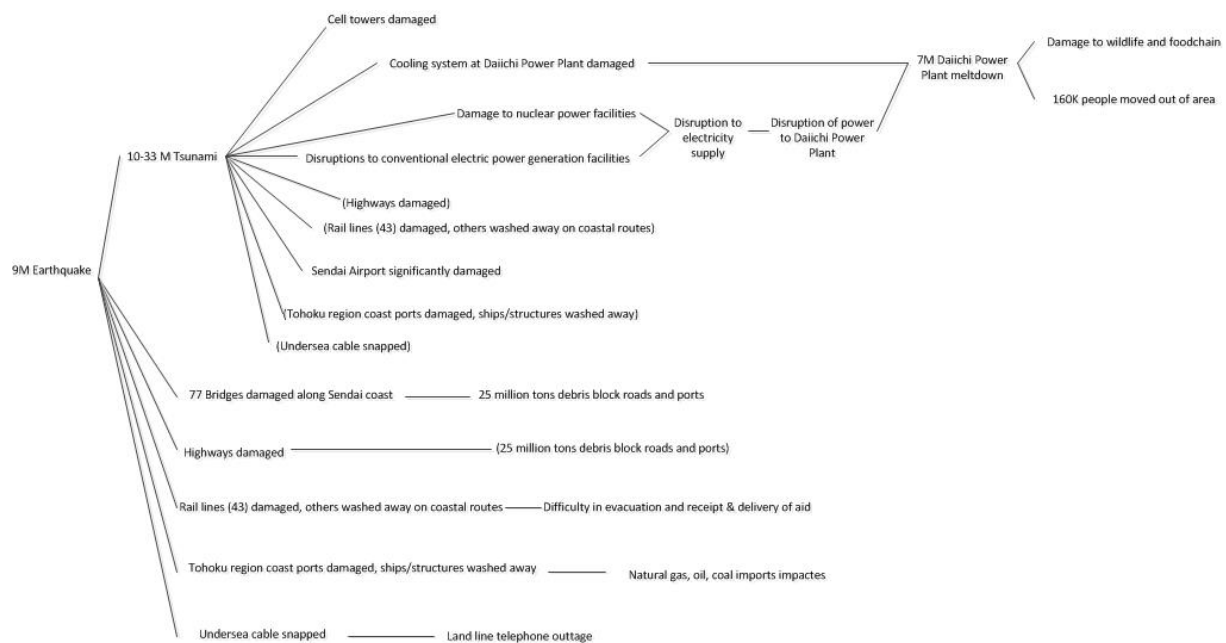 Cell towers damaged
Damage to wildlife and foodchain
Cooling system at Daiichi Power Plant damaged
7M Daiichi Power
Plant meltdown
160K people moved out of area
Damage to nuclear power facilities
Disruption to
electricity
supply
Disruption of power
to Daiichi Power
Plant
10-33 M Tsunami
Disruptions to conventional electric power generation facilities
(Highways damaged)
(Rail lines (43) damaged, others washed away on coastal routes)
9M Earthquake
Sendai Airport significantly damaged
(Tohoku region coast ports damaged, ships/structures washed away)
(Undersea cable snapped)
77 Bridges damaged along Sendai coast
25 million tons debris block roads and ports
Highways damaged
(25 million tons debris block roads and ports)
Rail lines (43) damaged, others washed away on coastal routes
Difficulty in evacuation and receipt & delivery of aid
Tohoku region coast ports damaged, ships/structures washed away
Natural gas, oil, coal imports impactes
Undersea cable snapped
Land line telephone outtage